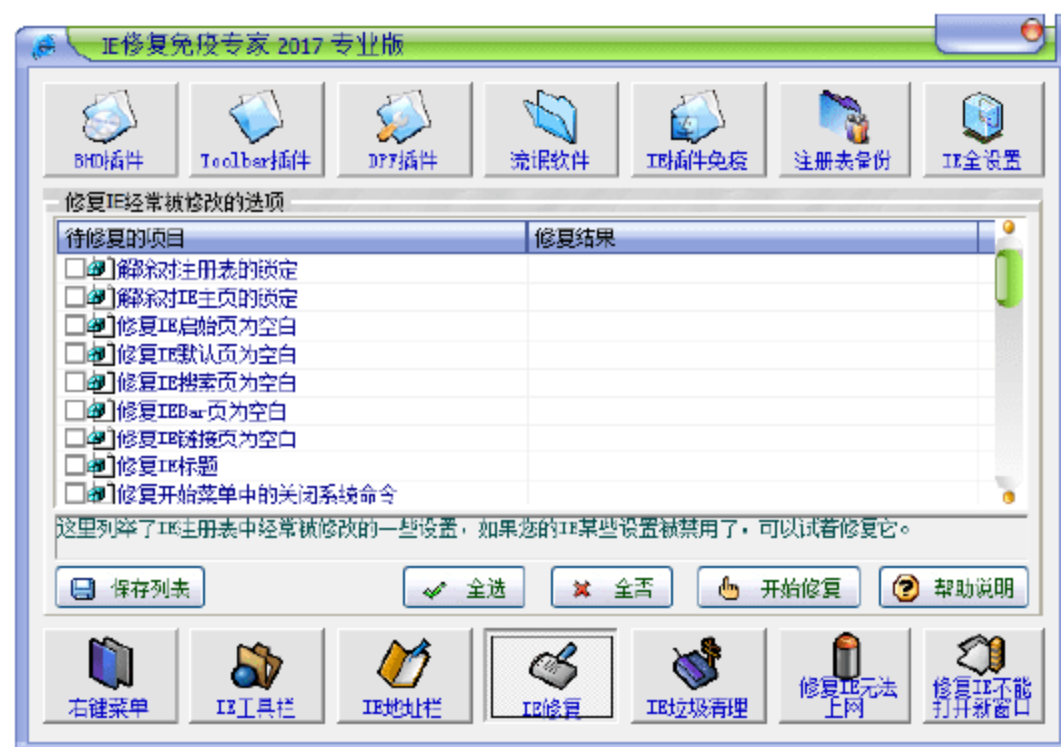 IE修复免疫专家 2017 专业版
BHO插件
Toolbar插件
DPF插件
流氓软件
IE插件免疫
注册表备份
IE全设置
修复IE经常被修改的选项
待修复的项目
修复结果
解除对注册表的锁定
解除对IE主页的锁定
修复IE启始页为空白
修复IE默认页为空白
修复IE搜索页为空白
修复IEBar页为空白
修复IE链接页为空白
修复IE标题
修复开始菜单中的关闭系统命令
这里列举了IE注册表中经常被修改的一些设置，如果您的IE某些设置被禁用了，可以试着修复它。
保存列表
全选
全否
开始修复
帮助说明
右键菜单
IE工具栏
IE地址栏
IE修复
IE垃圾清理
修复IE无法
上网
修复IE不能
打开新窗口